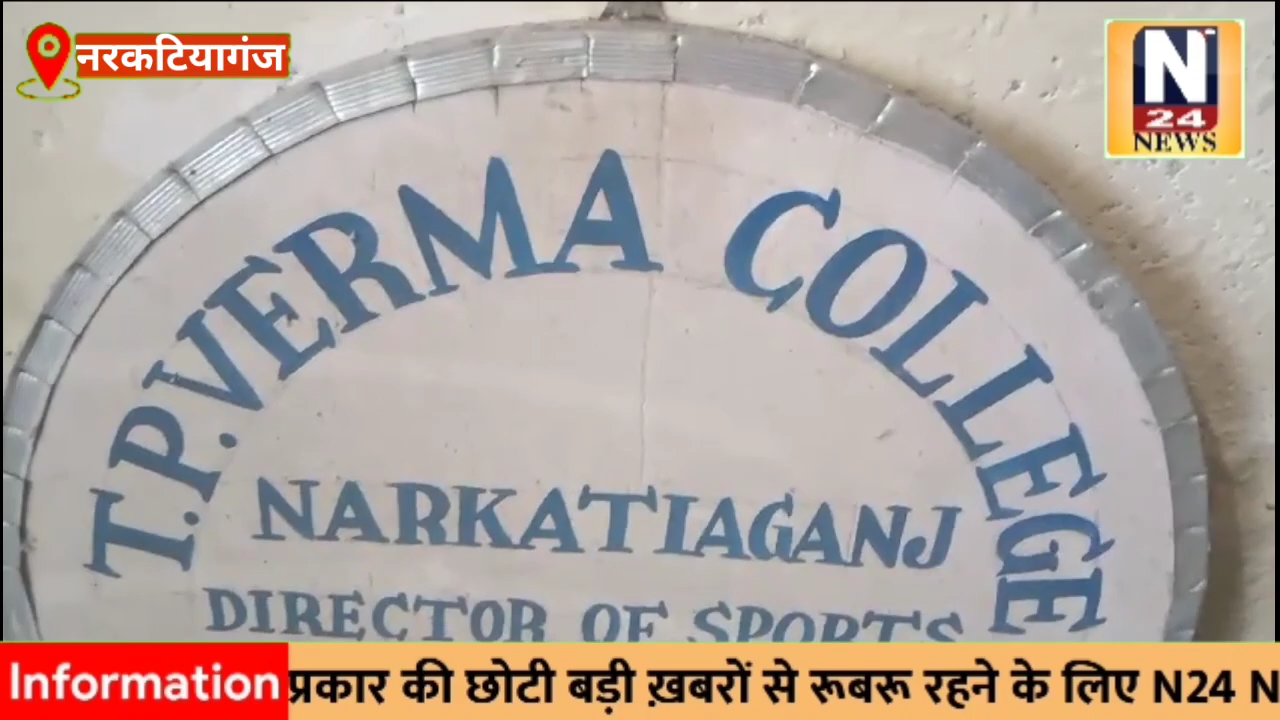 नरकटियागंज
N
24
NEWS
T.P. VERMA COLLEGE
NARKATIAGANJ
DIRECTOR OF SPORTS
Information
प्रकार की छोटी बड़ी ख़बरों से रूबरू रहने के लिए N24 N